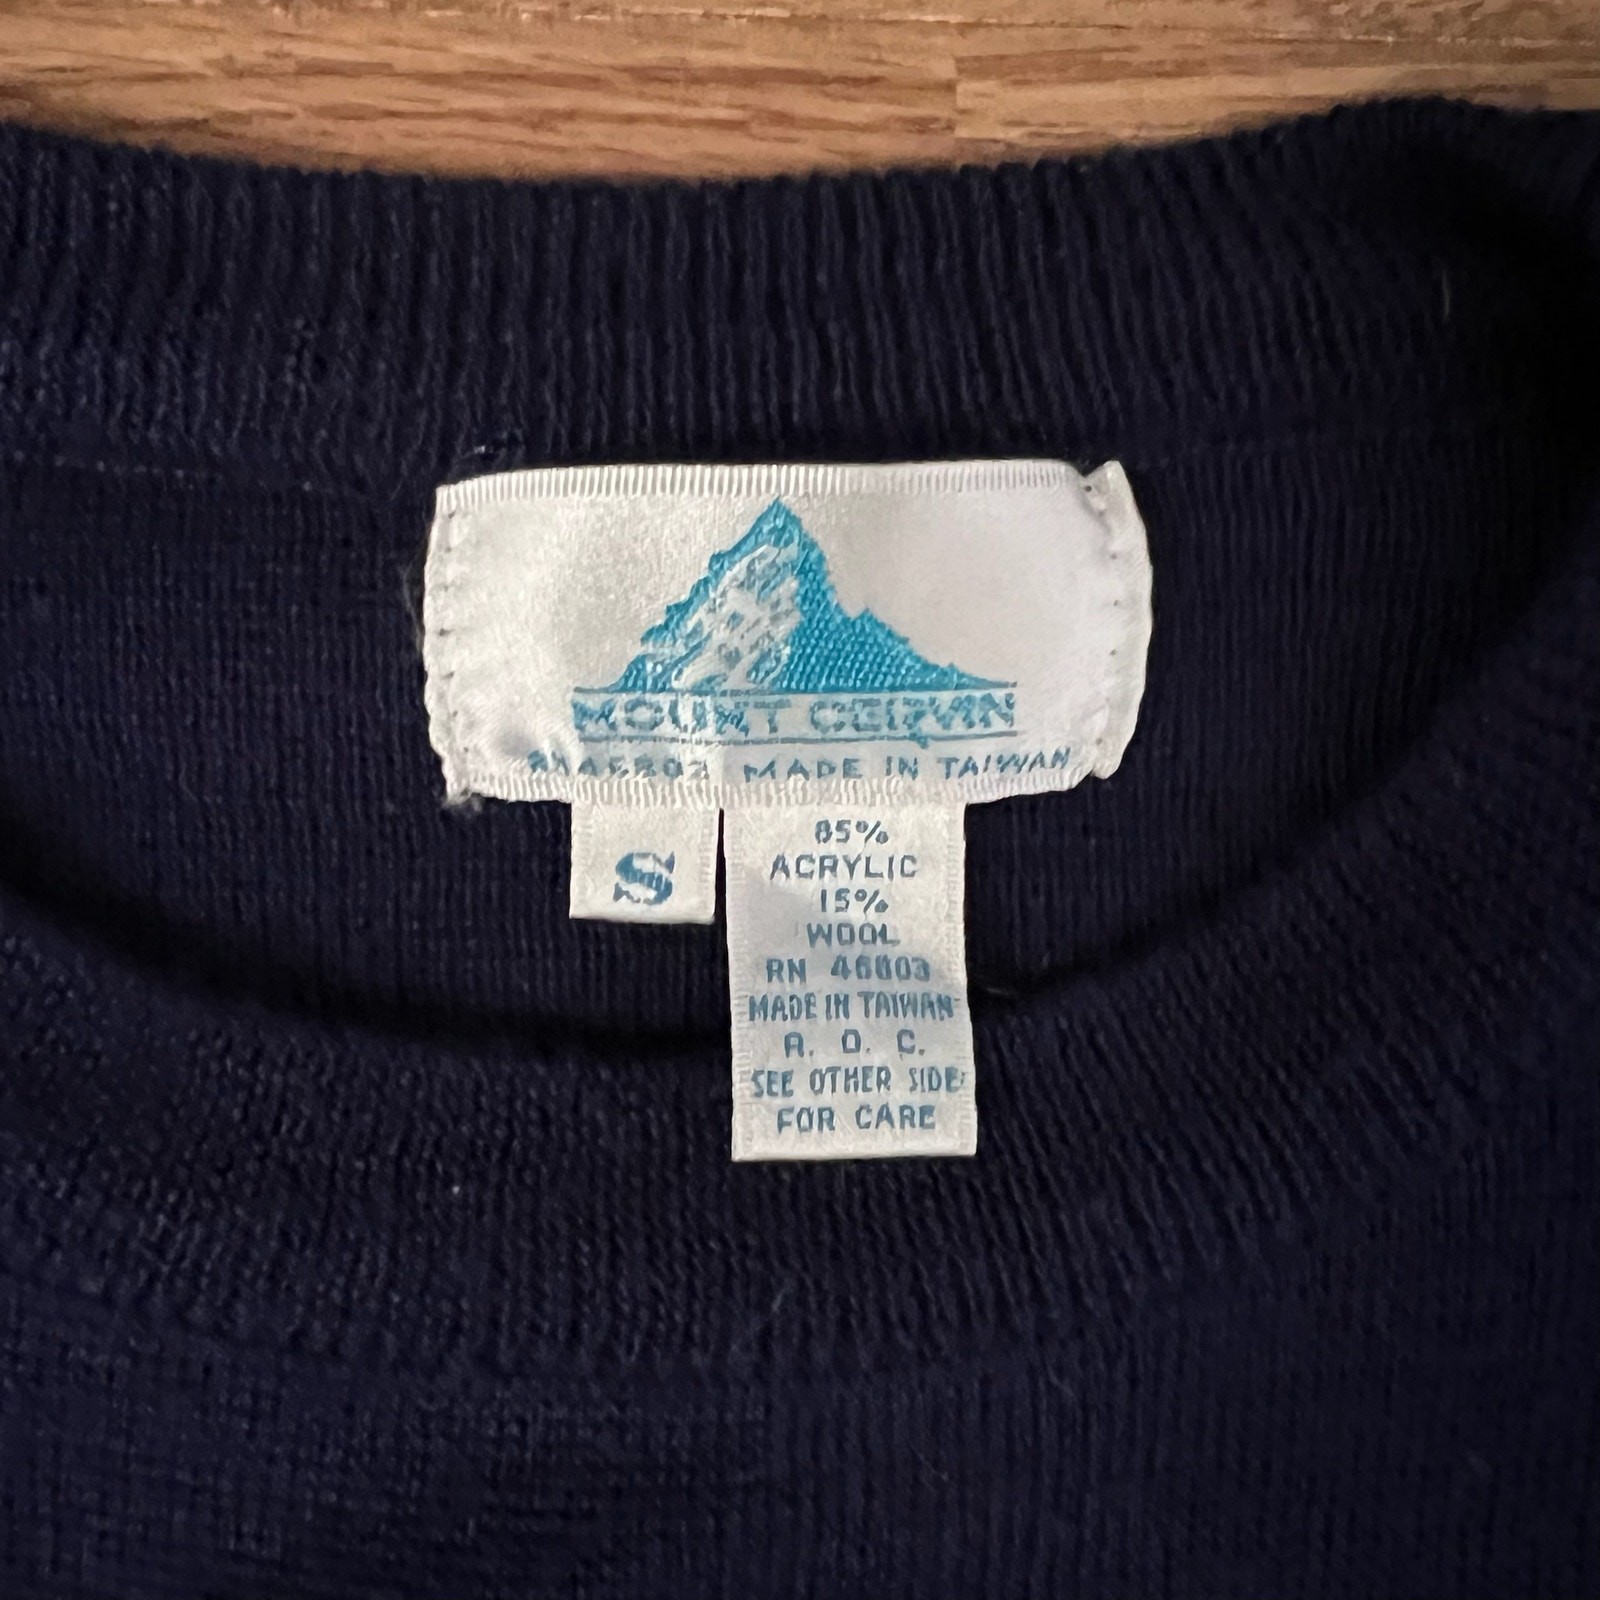 MOUNT CERVIN
MADE IN TAIWAN
S
85%
ACRYLIC
15%
WOOL
RN 46803
MADE IN TAIWAN
R. O. C.
SEE OTHER SIDE
FOR CARE